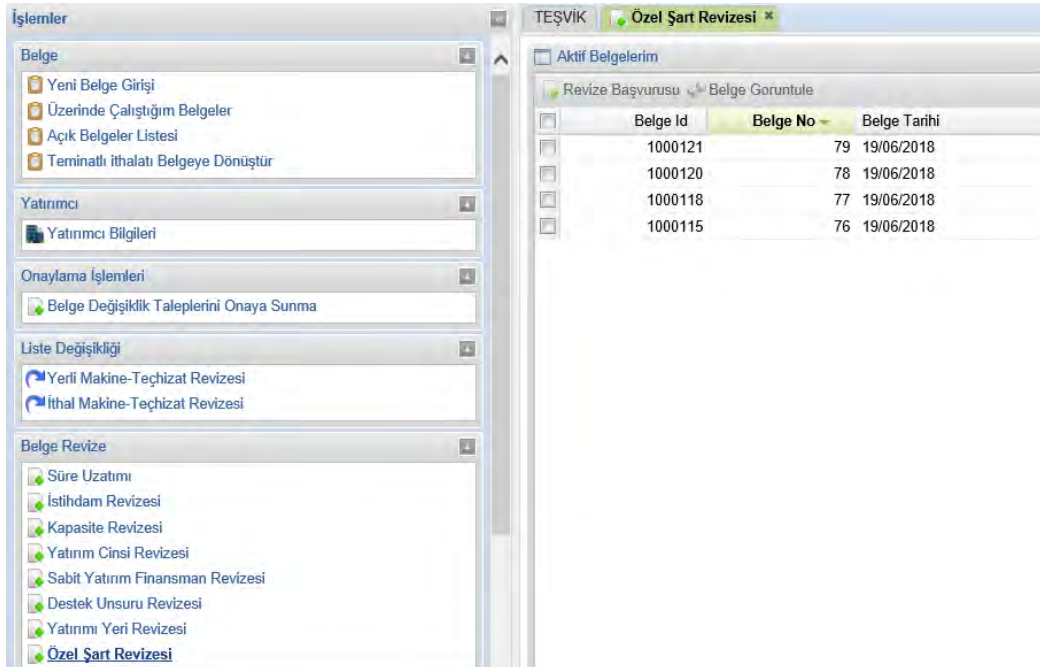 İşlemler
Belge
Yeni Belge Girişi
Üzerinde Çalıştığım Belgeler
Açık Belgeler Listesi
Teminatlı ithalatı Belgeye Dönüştür
Yatırımcı
Yatırımcı Bilgileri
Onaylama İşlemleri
Belge Değişiklik Taleplerini Onaya Sunma
Liste Değişikliği
Yerli Makine-Teçhizat Revizesi
İthal Makine-Teçhizat Revizesi
Belge Revize
Süre Uzatımı
İstihdam Revizesi
Kapasite Revizesi
Yatırım Cinsi Revizesi
Sabit Yatırım Finansman Revizesi
Destek Unsuru Revizesi
Yatırımı Yeri Revizesi
Özel Şart Revizesi
TEŞVİK Özel Şart Revizesi
Aktif Belgelerim
Revize Başvurusu Belge Goruntule
Belge Id Belge No Belge Tarihi
1000121 79 19/06/2018
1000120 78 19/06/2018
1000118 77 19/06/2018
1000115 76 19/06/2018